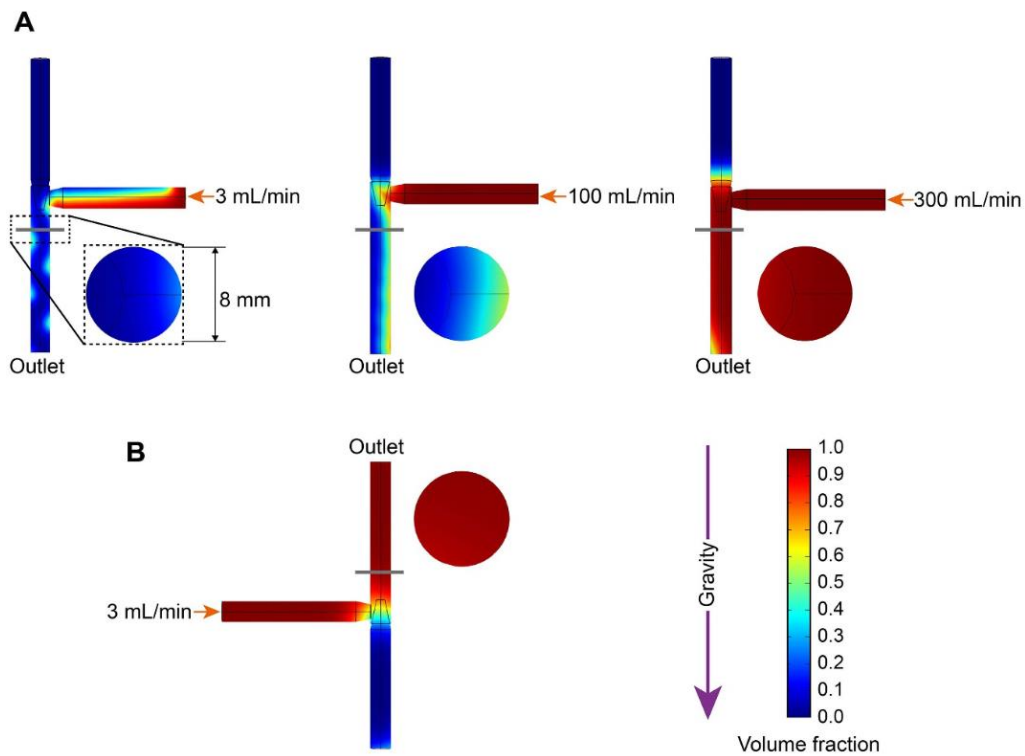 A
3 mL/min
100 mL/min
300 mL/min
8 mm
Outlet
Outlet
Outlet
B
Outlet
3 mL/min
Gravity
1.0
0.9
0.8
0.7
0.6
0.5
0.4
0.3
0.2
0.1
0.0
Volume fraction